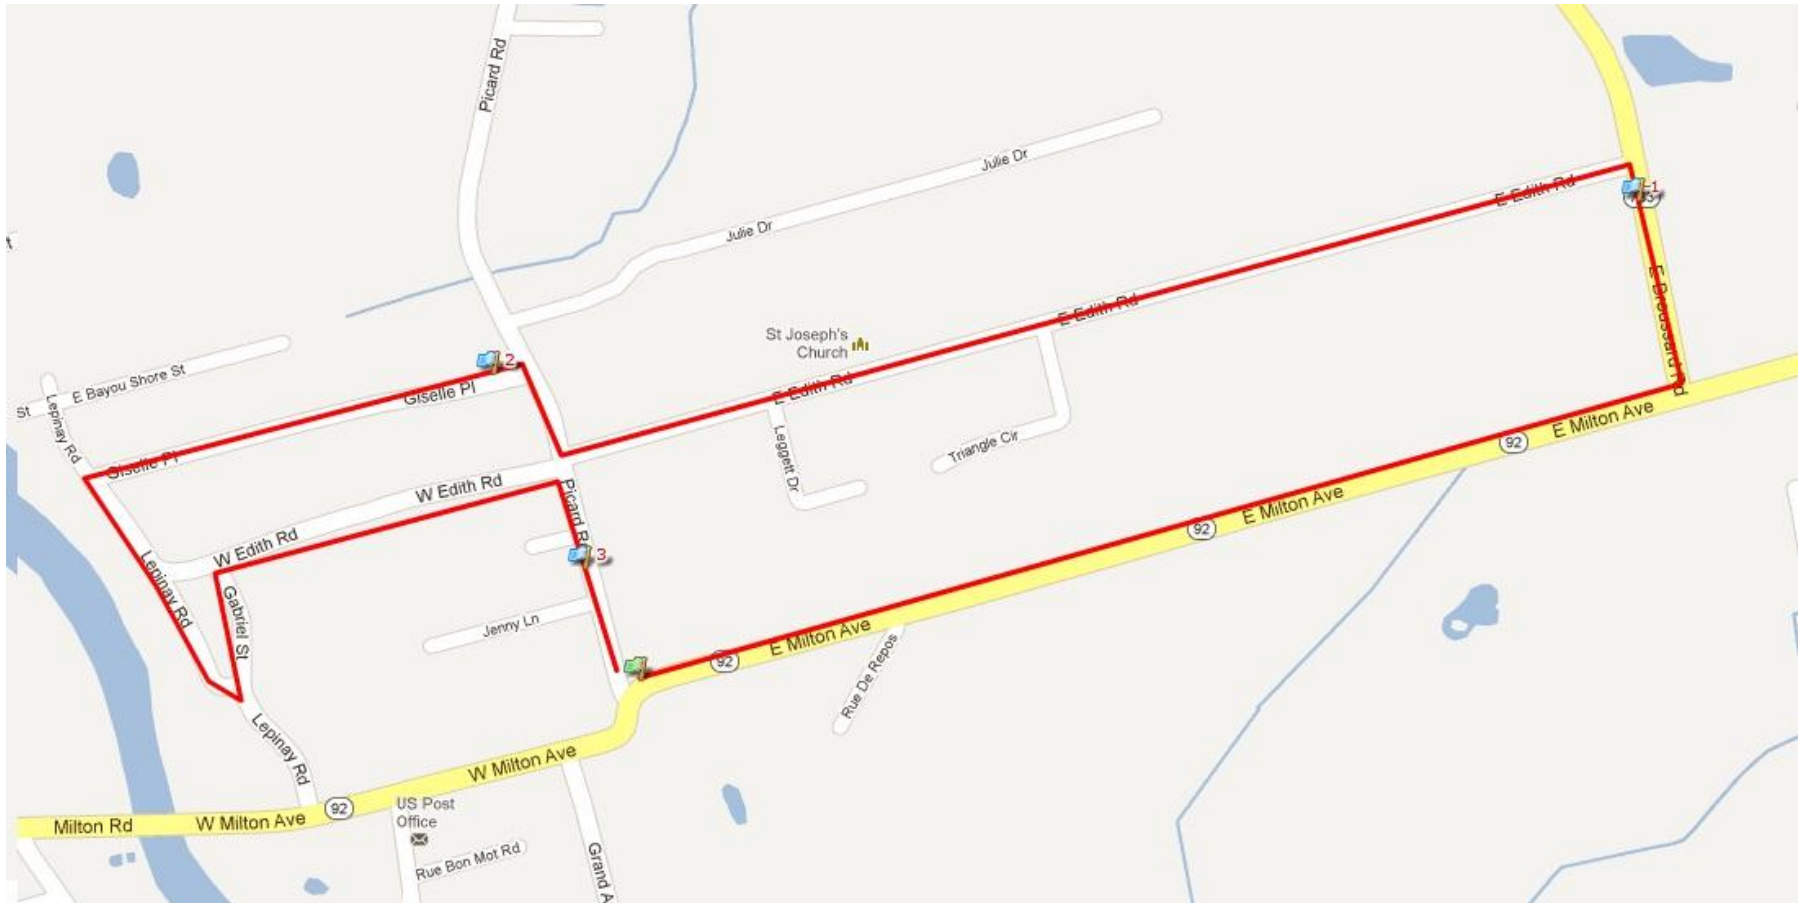 Picard Rd
Julie Dr
Julie Dr
E Edith Rd
1
E Broussard Rd
E Edith Rd
St Joseph's
Church
2
E Bayou Shore St
St
Lepinay Rd
Giselle Pl
E Edith Rd
Giselle Pl
Leggett Dr
Triangle Cir
E Milton Ave
92
E Milton Ave
92
W Edith Rd
Picard Rd
W Edith Rd
3
Lepinay Rd
Gabriel St
Jenny Ln
E Milton Ave
92
Rue De Repos
Lepinay Rd
W Milton Ave
92
US Post
Office
W Milton Ave
Milton Rd
Rue Bon Mot Rd
Grand A